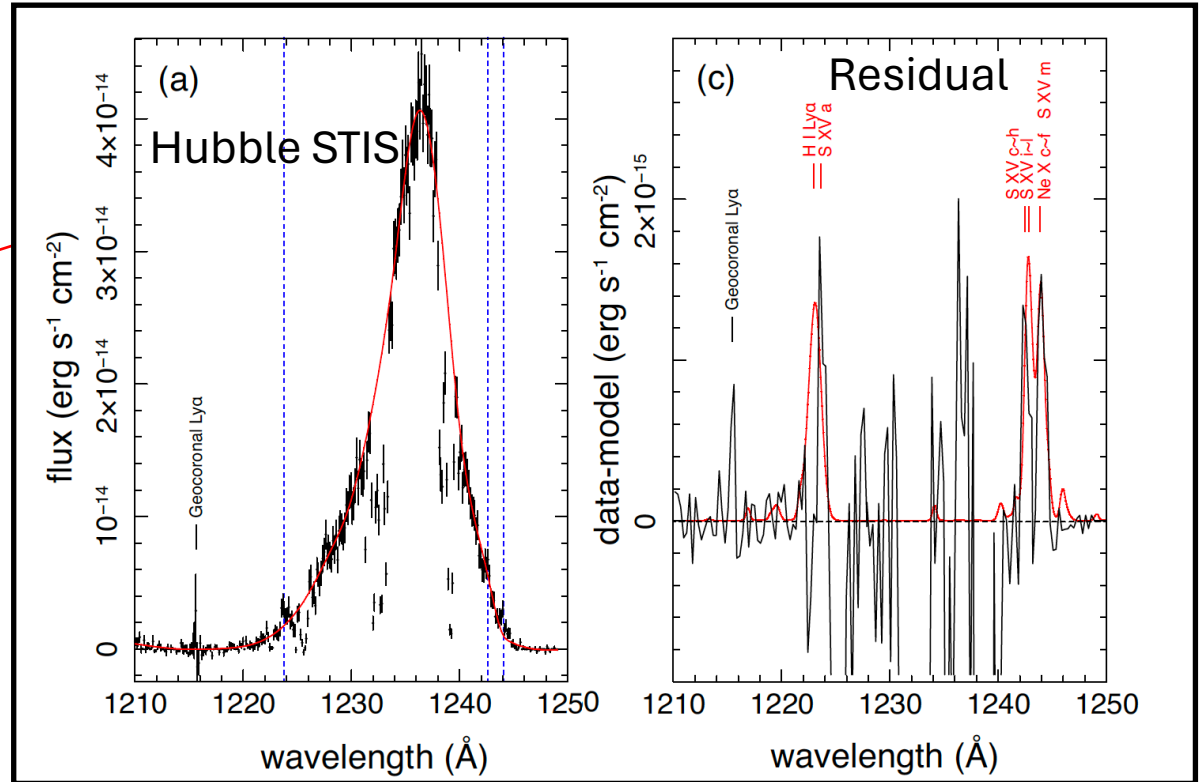 (a)
Hubble STIS
Geocoronal Lyα
flux (erg s⁻¹ cm⁻²)
0
10⁻¹⁴
2×10⁻¹⁴
3×10⁻¹⁴
4×10⁻¹⁴
1210 1220 1230 1240 1250
wavelength (Å)
(c)
Residual
Geocoronal Lyα
H I Lyα
S XV a
S XV c~h
S XVI i~l
Ne X c~f S XV m
data-model (erg s⁻¹ cm⁻²)
0
2×10⁻¹⁵
1210 1220 1230 1240 1250
wavelength (Å)